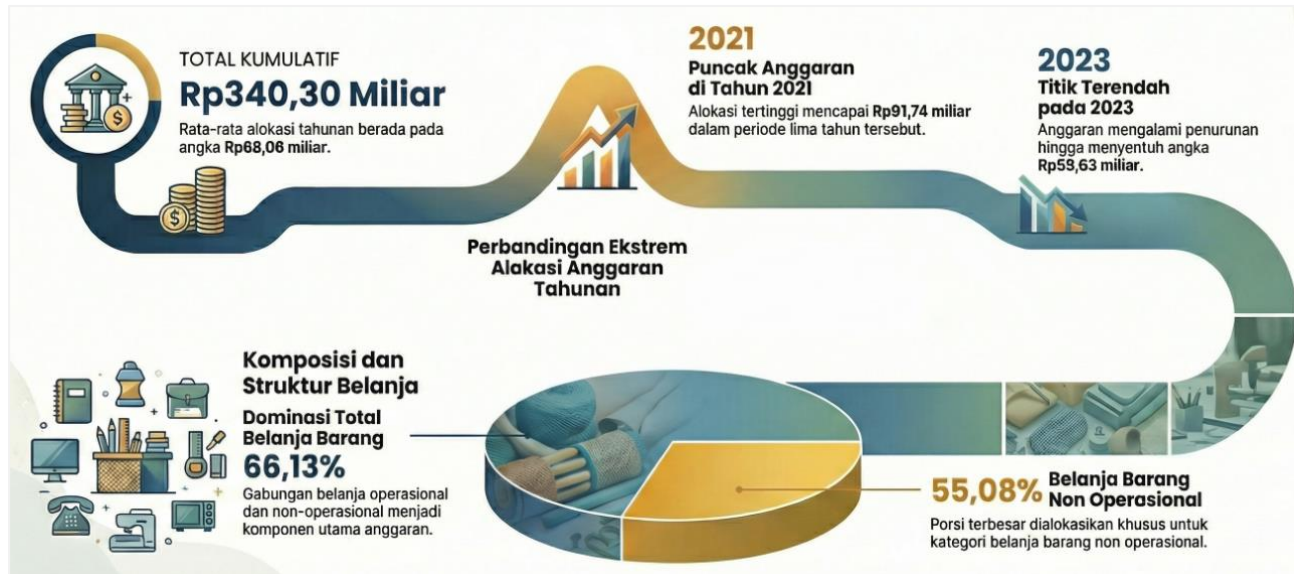 TOTAL KUMULATIF
Rp340,30 Miliar
Rata-rata alokasi tahunan berada pada
angka Rp68,06 miliar.
2021
Puncak Anggaran
di Tahun 2021
Alokasi tertinggi mencapai Rp91,74 miliar
dalam periode lima tahun tersebut.
2023
Titik Terendah
pada 2023
Anggaran mengalami penurunan
hingga menyentuh angka
miliar.
Perbandingan Ekstrem
Alakasi Anggaran
Tahunan
Komposisi dan
Struktur Belanja
Dominasi Total
Belanja Barang
66,13%
Gabungan belanja operasional
dan non-operasional menjadi
komponen utama anggaran.
55,08% Belanja Barang
Non Operasional
Porsi terbesar dialokasikan khusus untuk
kategori belanja barang non operasional.